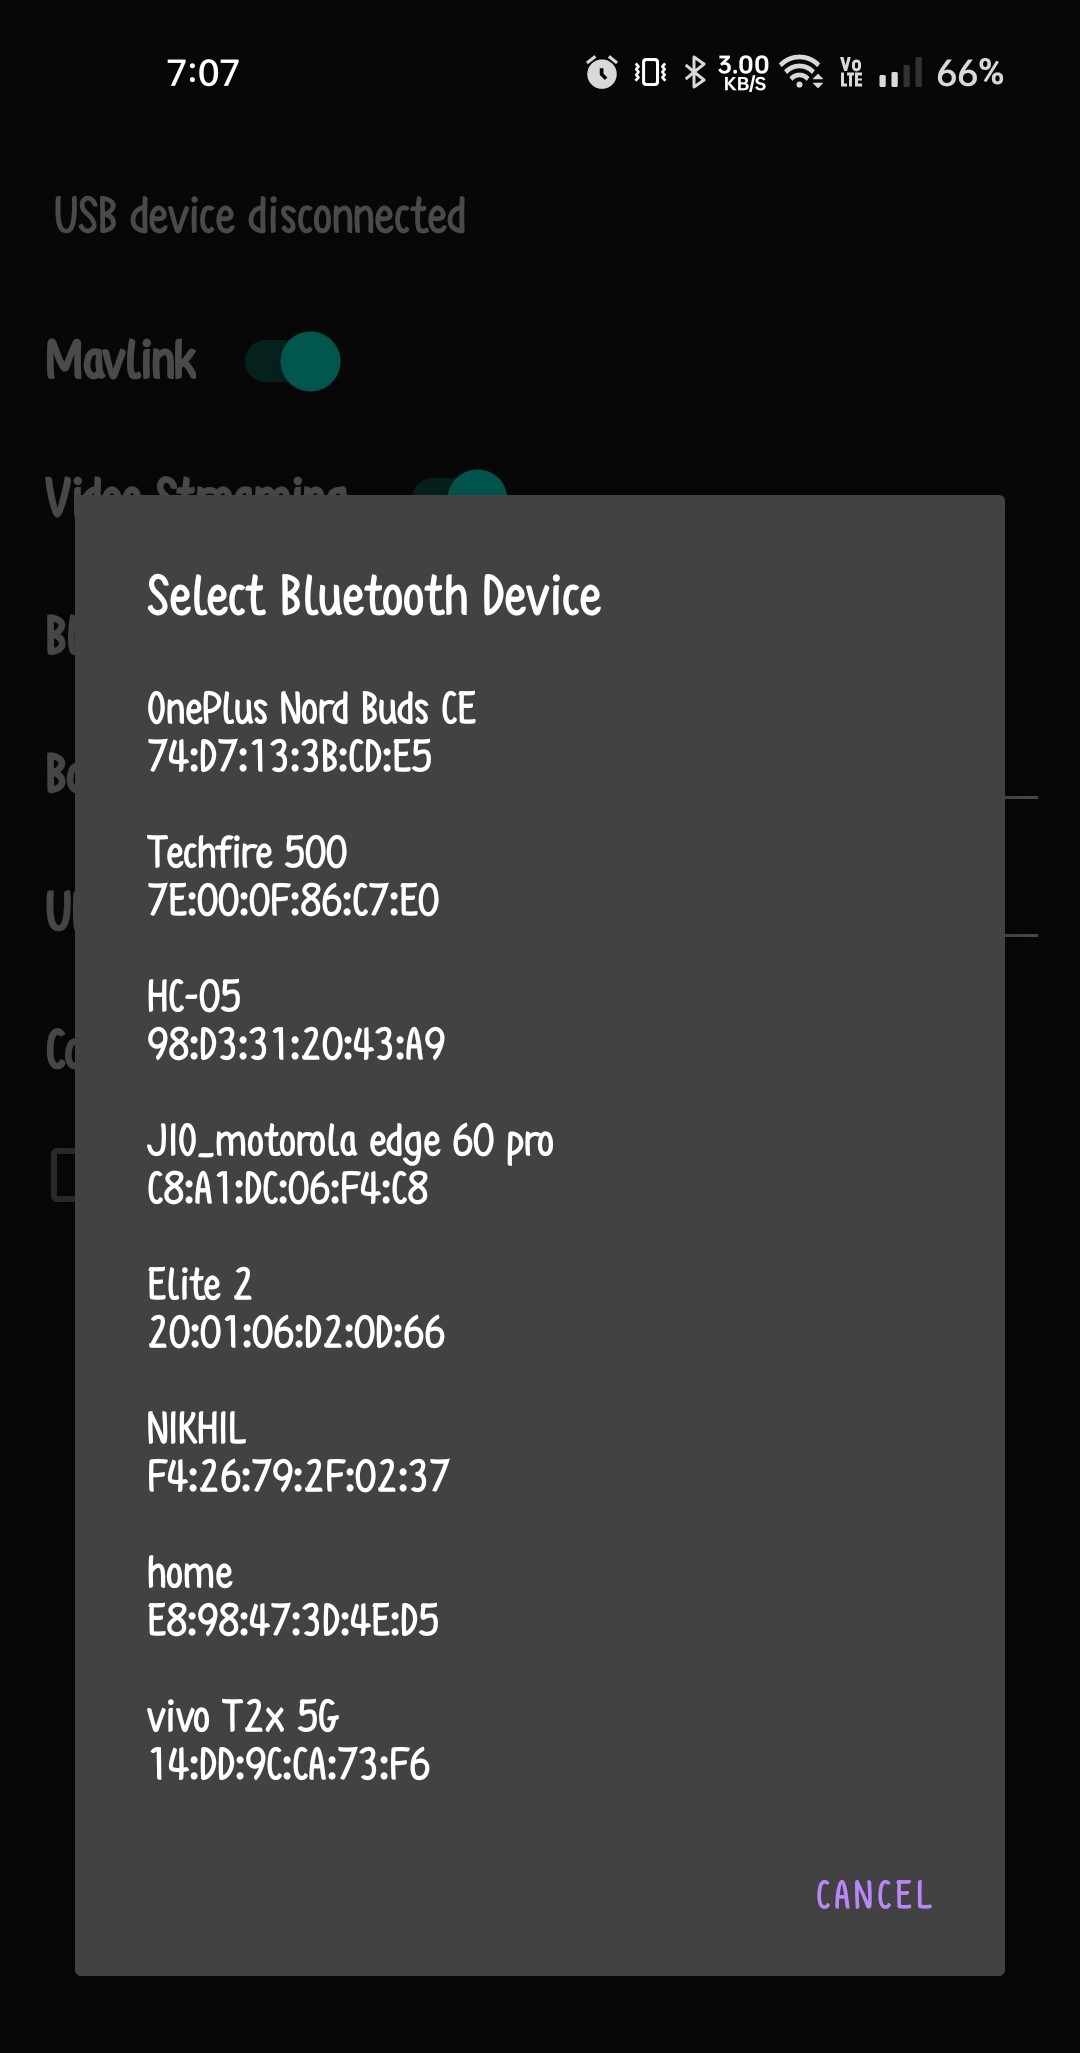 7:07
3.00
KB/S
Vo
LTE
66%
USB device disconnected
Mavlink
Video Streaming
Select Bluetooth Device
OnePlus Nord Buds CE
74:D7:13:3B:CD:E5
Techfire 500
7E:00:0F:86:C7:E0
HC-05
98:D3:31:20:43:A9
JIO_motorola edge 60 pro
C8:A1:DC:06:F4:C8
Elite 2
20:01:06:D2:0D:66
NIKHIL
F4:26:79:2F:02:37
home
E8:98:47:3D:4E:D5
vivo T2x 5G
14:DD:9C:CA:73:F6
CANCEL